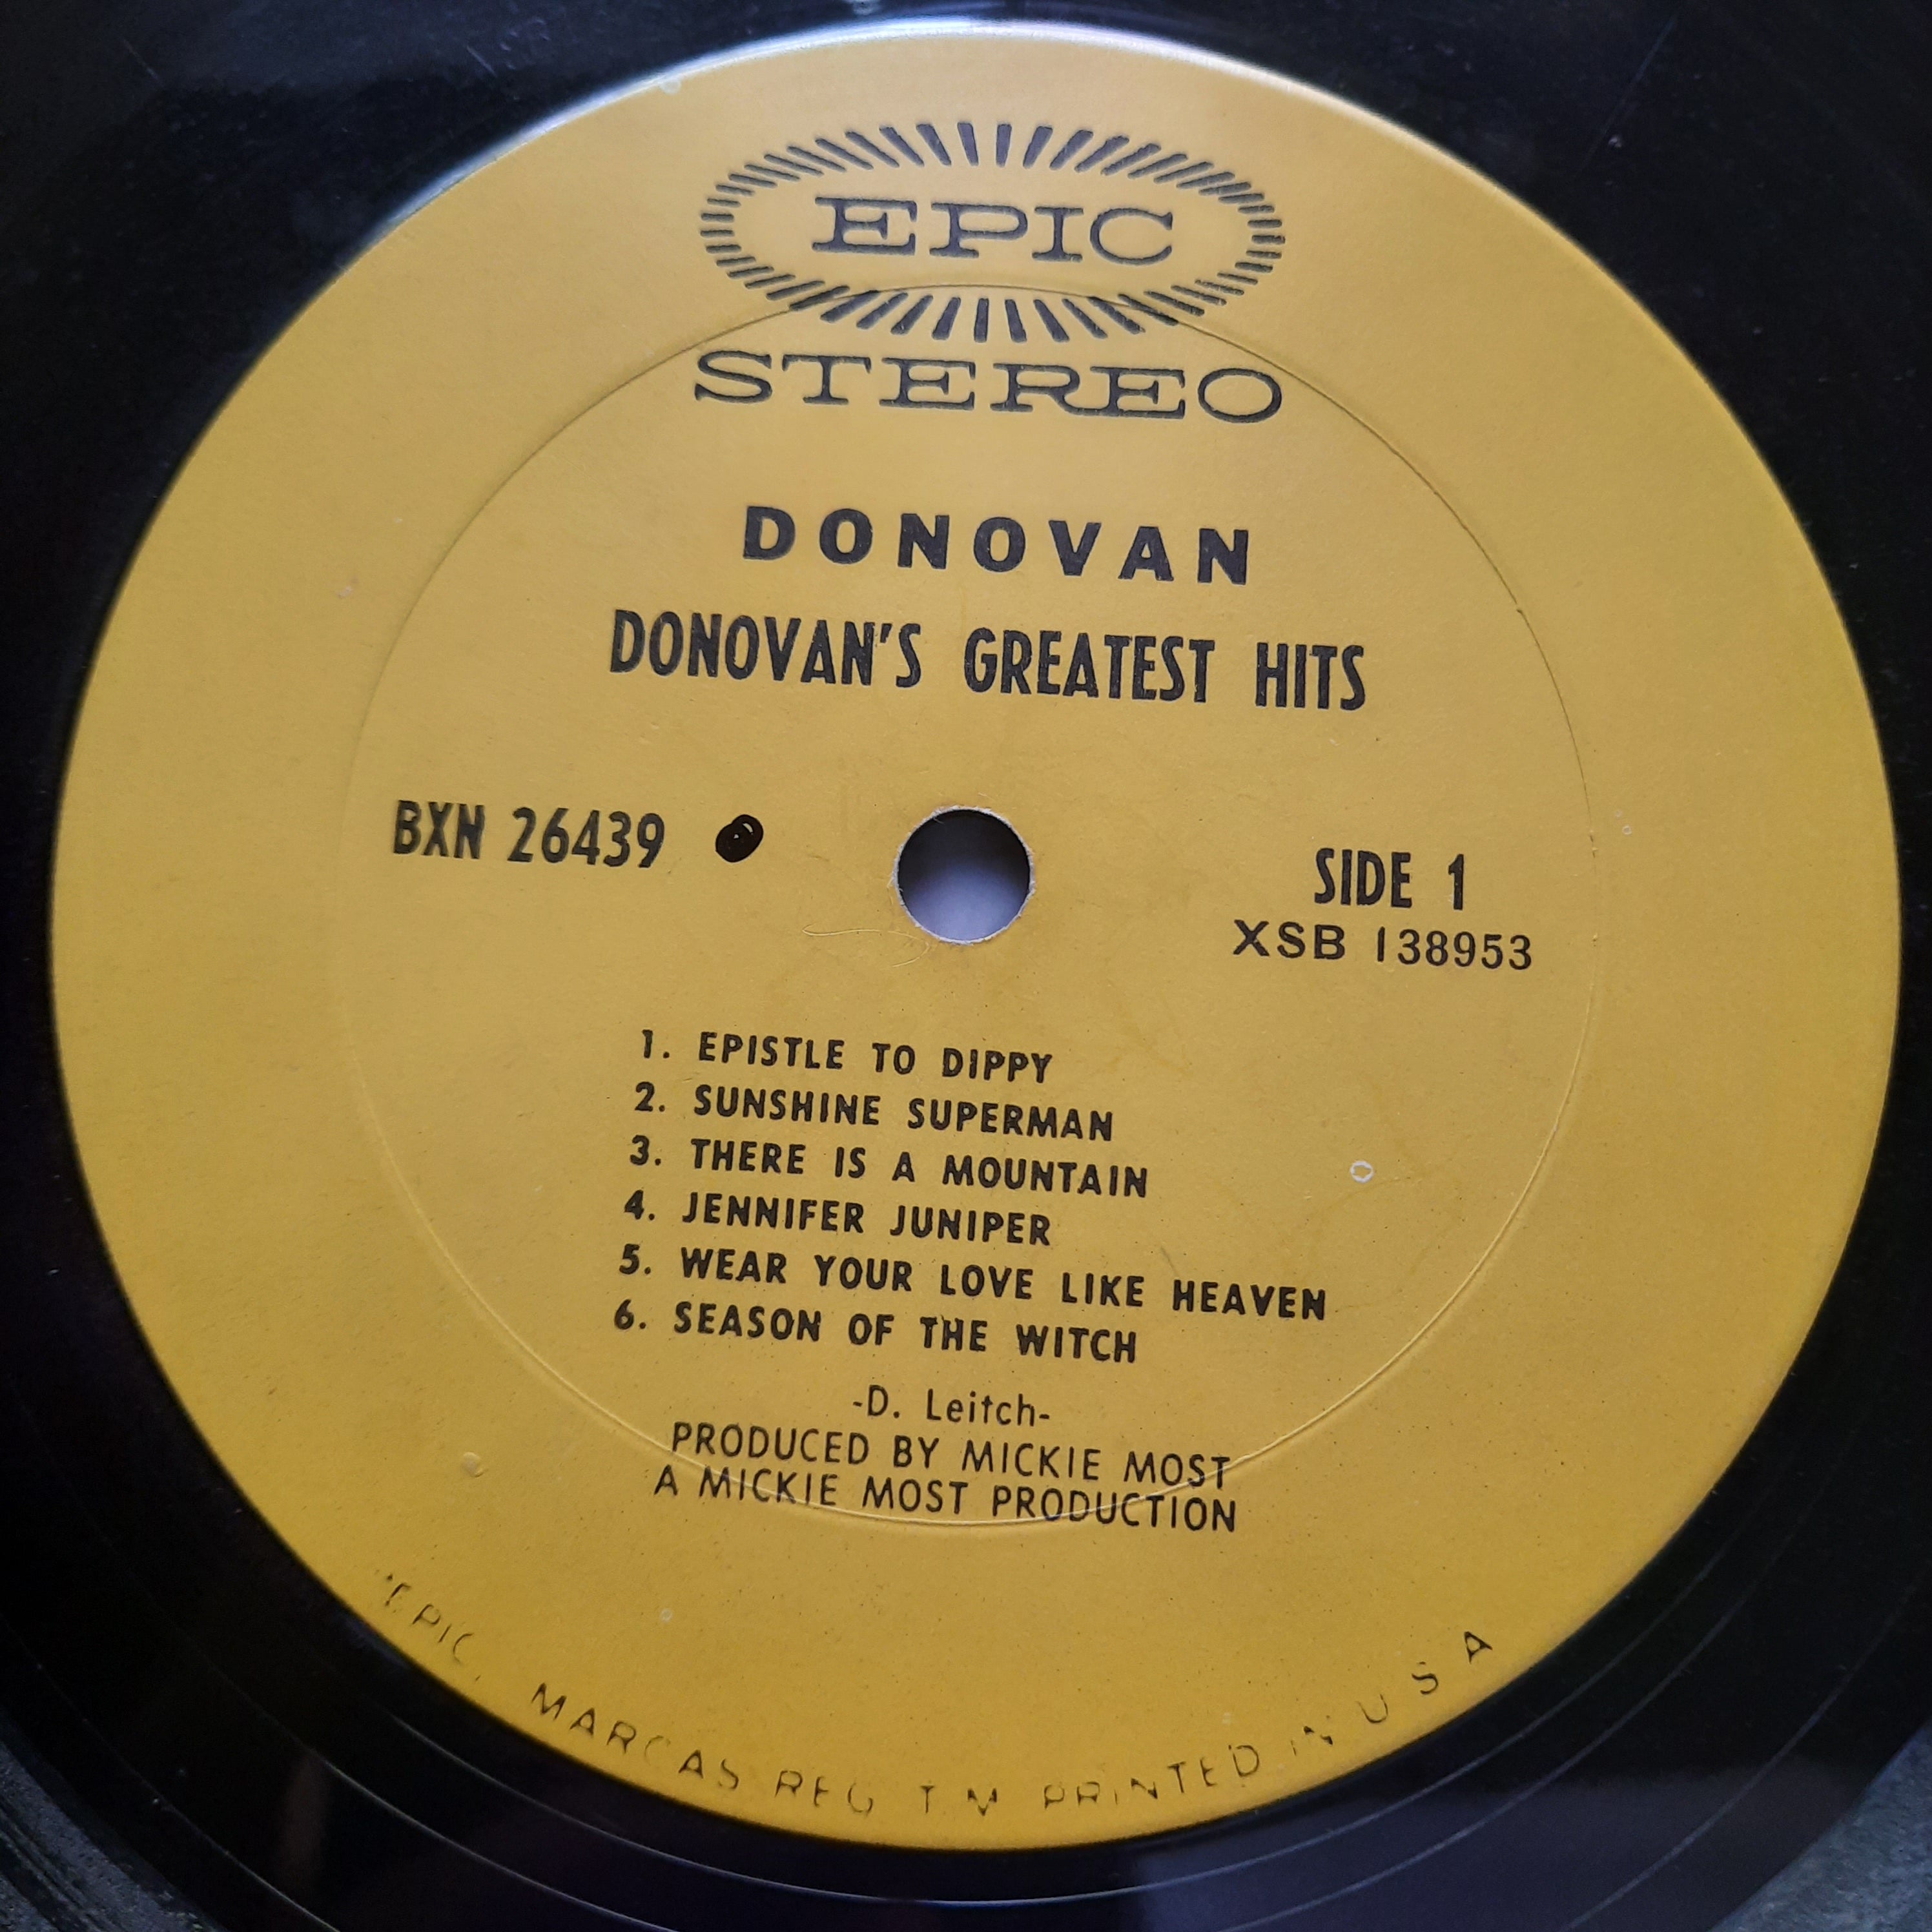 EPIC
STEREO
DONOVAN
DONOVAN'S GREATEST HITS
BXN 26439
SIDE 1
XSB 138953
1. EPISTLE TO DIPPY
2. SUNSHINE SUPERMAN
3. THERE IS A MOUNTAIN
4. JENNIFER JUNIPER
5. WEAR YOUR LOVE LIKE HEAVEN
6. SEASON OF THE WITCH
-D. Leitch-
PRODUCED BY MICKIE MOST
A MICKIE MOST PRODUCTION
"EPIC, MARCAS REG T M PRINTED IN U S A